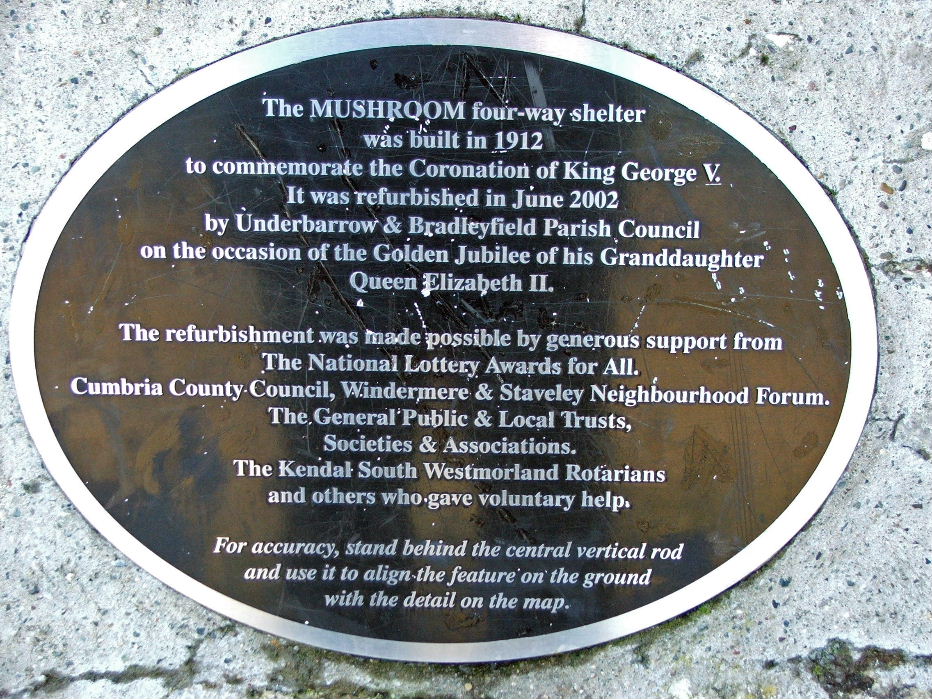 The MUSHROOM four-way shelter
was built in 1912
to commemorate the Coronation of King George V.
It was refurbished in June 2002
by Underbarrow & Bradleyfield Parish Council
on the occasion of the Golden Jubilee of his Granddaughter
Queen Elizabeth II.
The refurbishment was made possible by generous support from
The National Lottery Awards for All.
Cumbria County Council, Windermere & Staveley Neighbourhood Forum.
The General Public & Local Trusts,
Societies & Associations.
The Kendal South Westmorland Rotarians
and others who gave voluntary help.
For accuracy, stand behind the central vertical rod
and use it to align the feature on the ground
with the detail on the map.